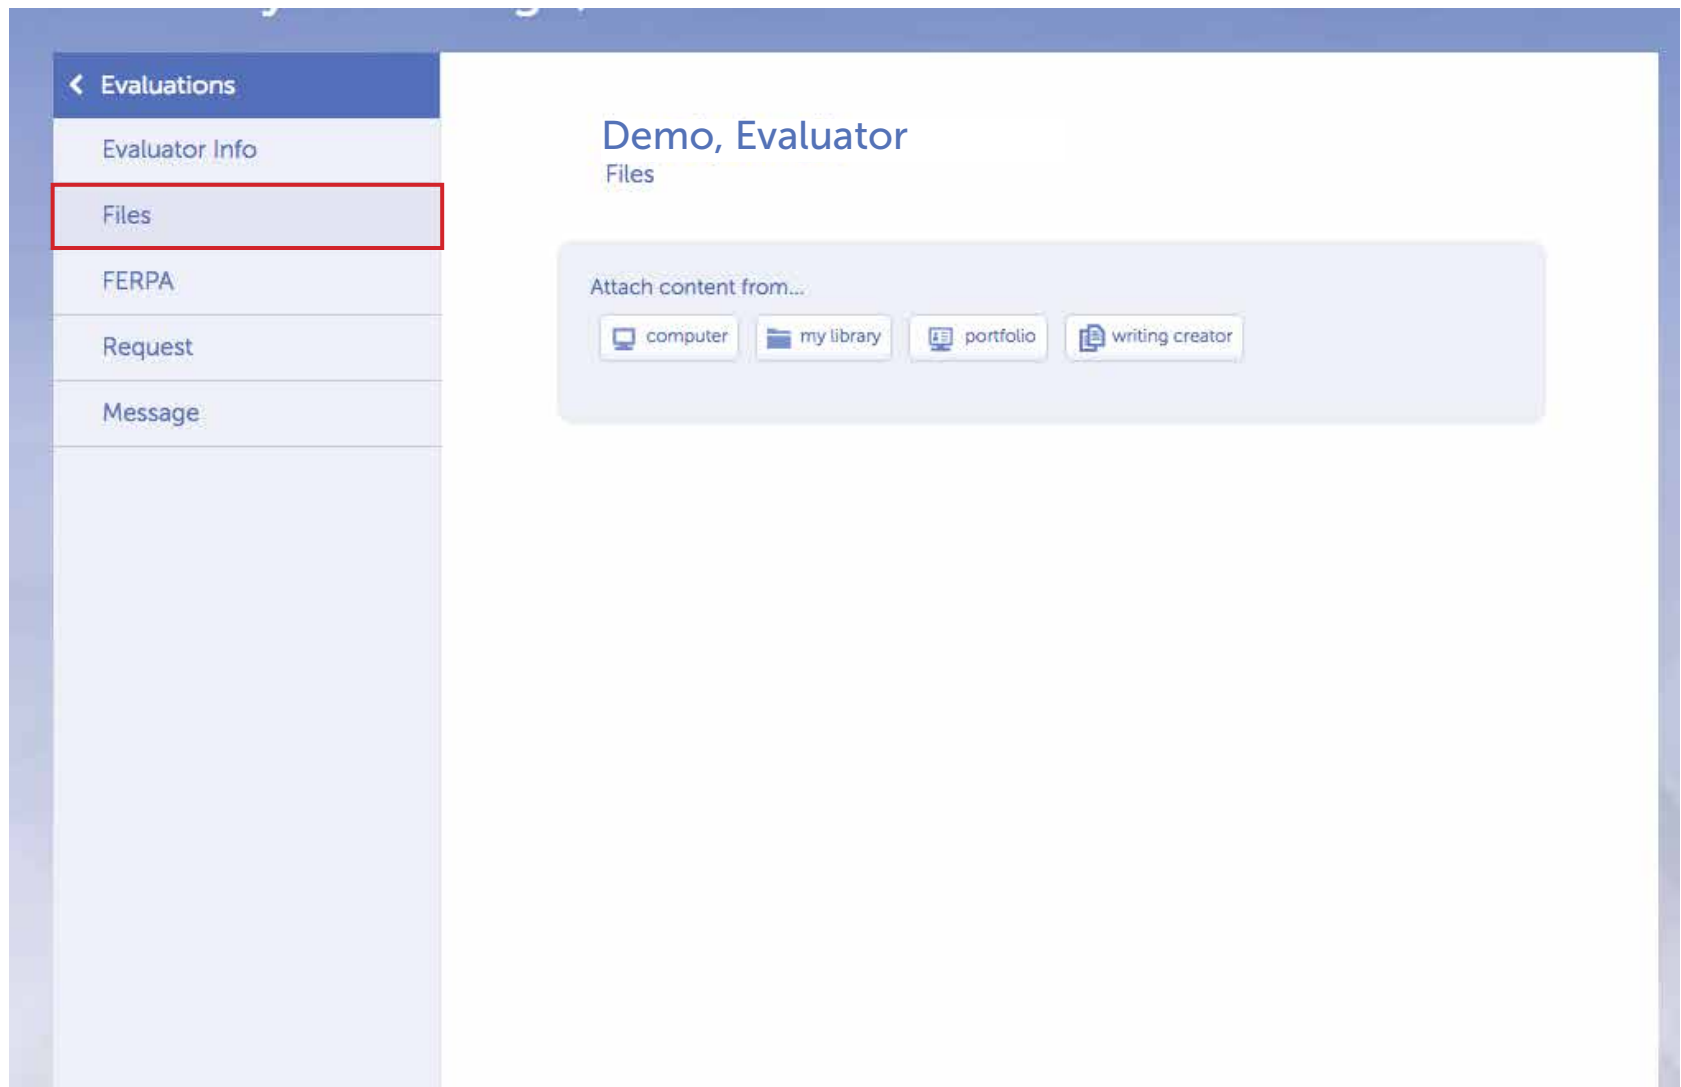 Evaluations
Evaluator Info
Files
FERPA
Request
Message
Demo, Evaluator
Files
Attach content from...
computer
my library
portfolio
writing creator